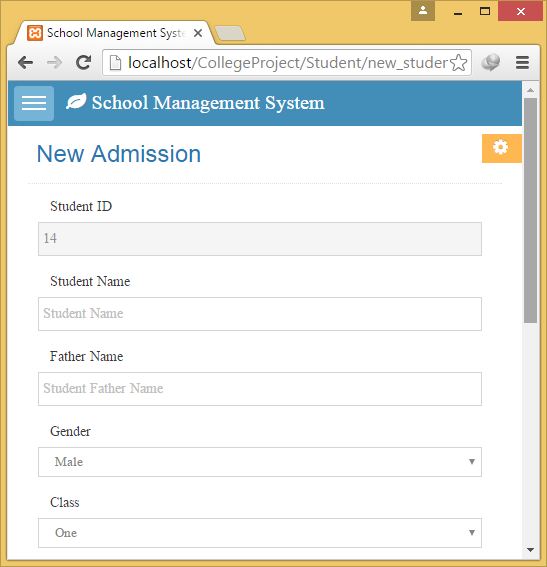 School Management Syste
localhost/CollegeProject/Student/new_studer
School Management System
New Admission
Student ID
14
Student Name
Student Name
Father Name
Student Father Name
Gender
Male
Class
One